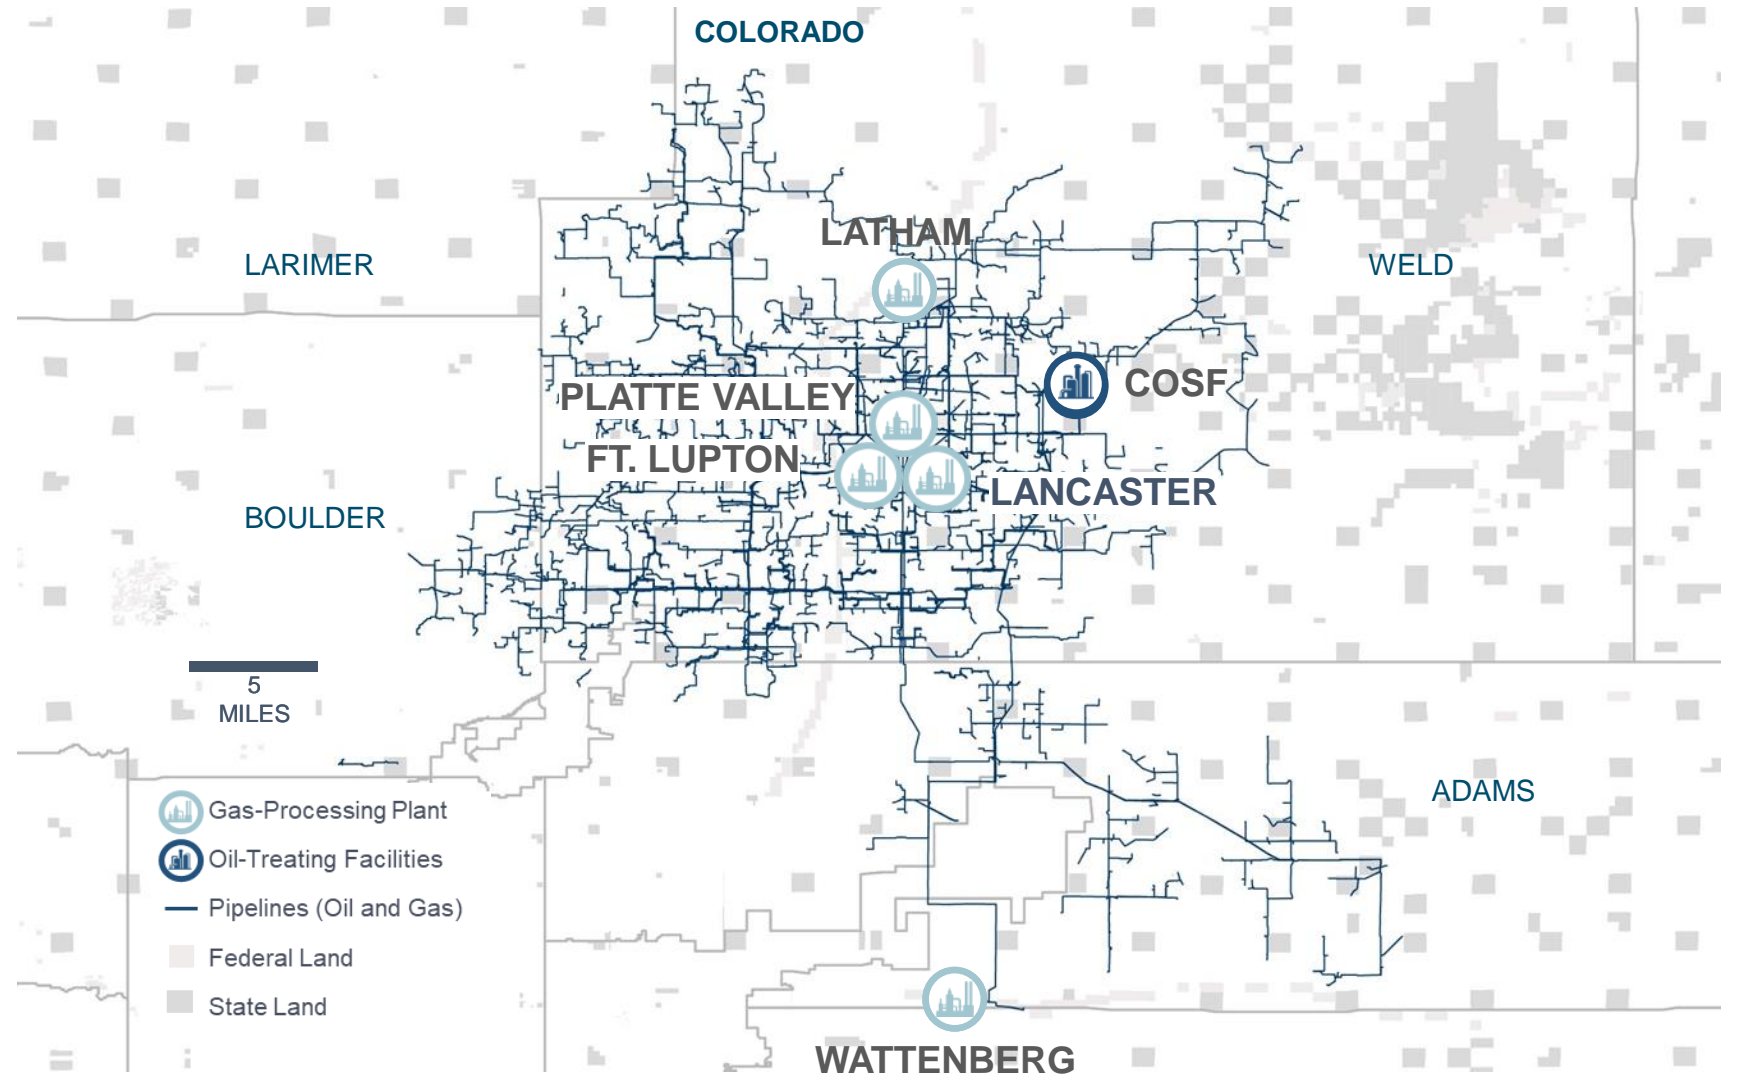 COLORADO
LATHAM
LARIMER
WELD
PLATTE VALLEY
COSF
FT. LUPTON
LANCASTER
BOULDER
5
MILES
ADAMS
Gas-Processing Plant
Oil-Treating Facilities
Pipelines (Oil and Gas)
Federal Land
State Land
WATTENBERG